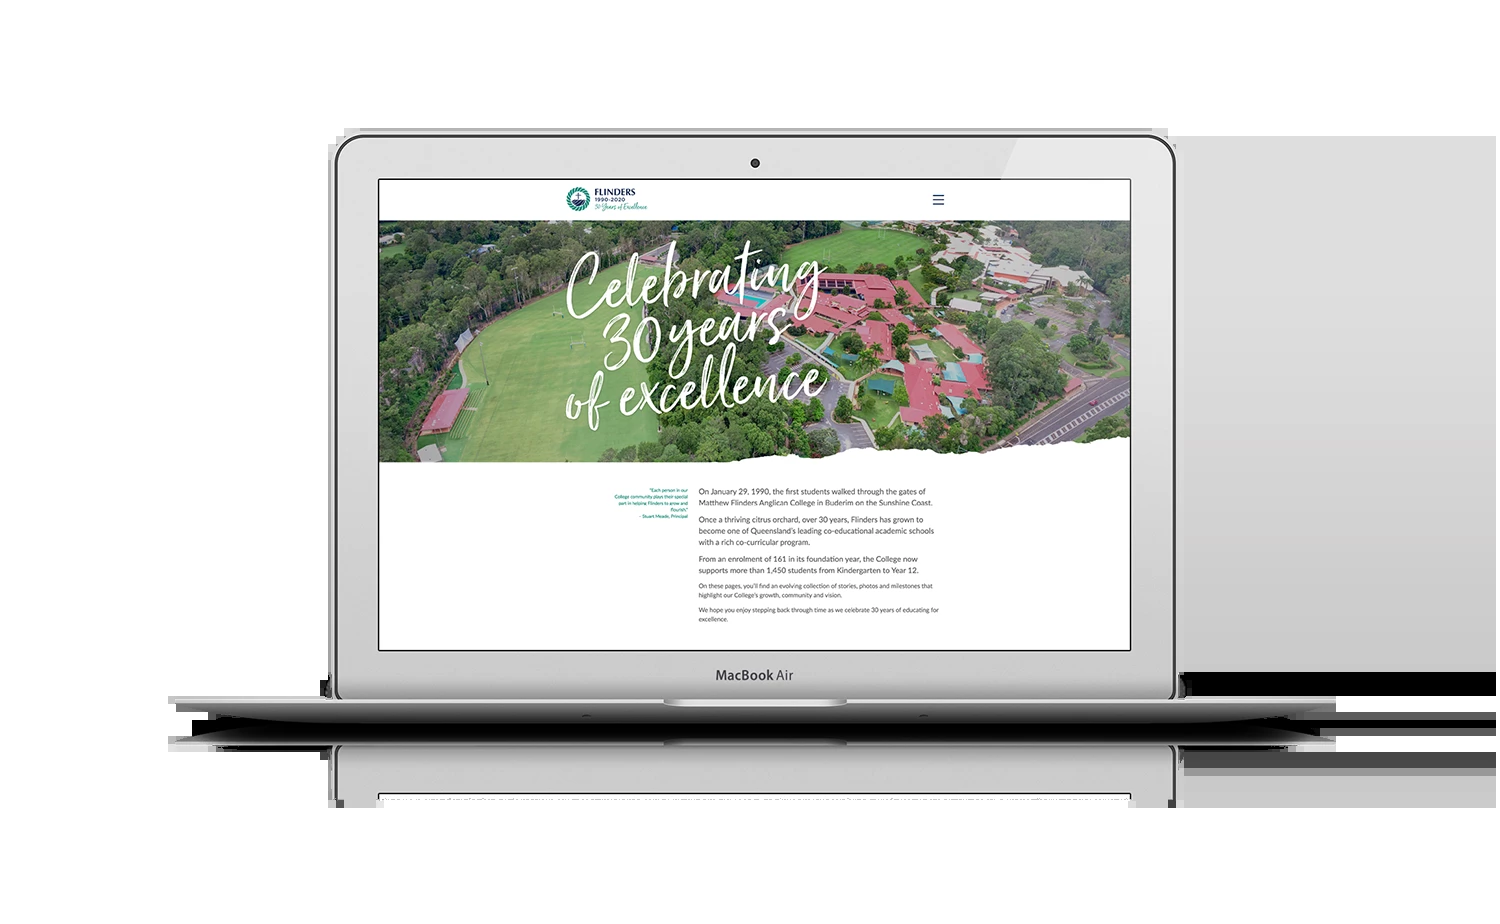 FLINDERS
1990-2020
30 Years of Excellence
Celebrating
30 years
of excellence
"Each person in our
College community plays their special
part in helping Flinders to grow and
flourish."
– Stuart Meade, Principal
On January 29, 1990, the first students walked through the gates of
Matthew Flinders Anglican College in Buderim on the Sunshine Coast.
Once a thriving citrus orchard, over 30 years, Flinders has grown to
become one of Queensland's leading co-educational academic schools
with a rich co-curricular program.
From an enrolment of 161 in its foundation year, the College now
supports more than 1,450 students from Kindergarten to Year 12.
On these pages, you'll find an evolving collection of stories, photos and milestones that
highlight our College's growth, community and vision.
We hope you enjoy stepping back through time as we celebrate 30 years of educating for
excellence.
MacBook Air